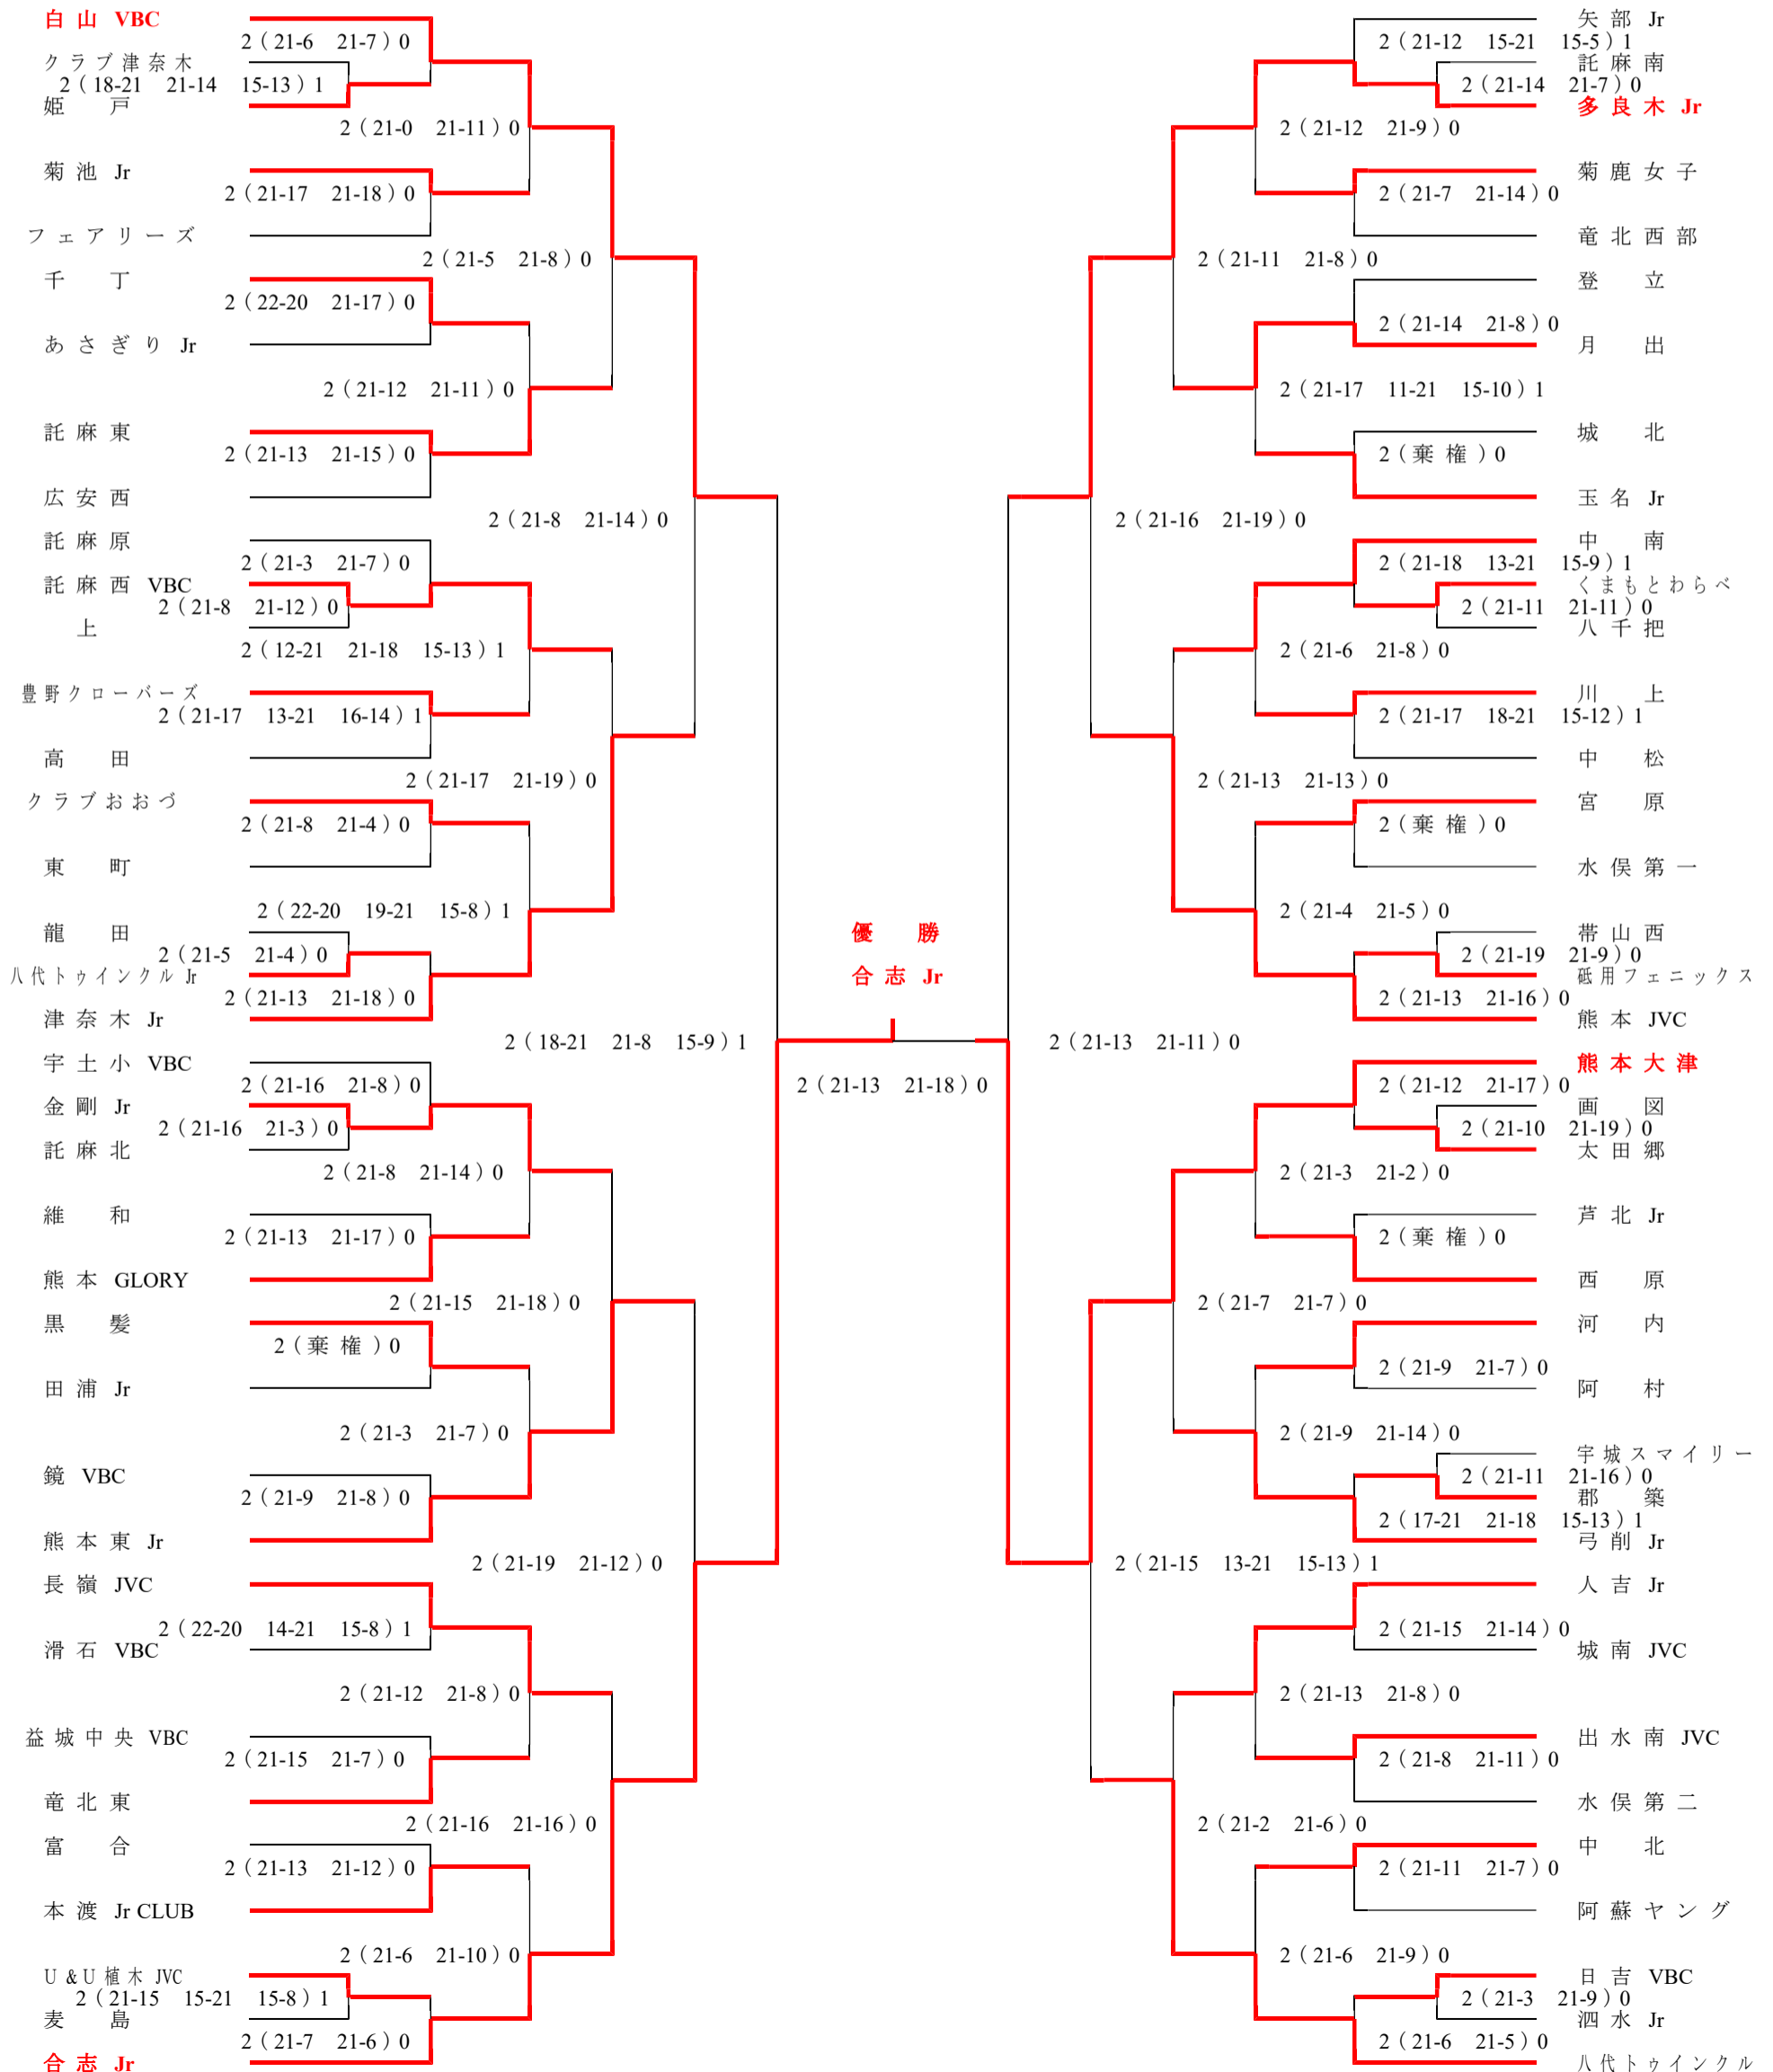 白山 VBC
2（21-6 21-7）0
クラブ津奈木
2（18-21 21-14 15-13）1
姫戸
2（21-0 21-11）0
菊池 Jr
2（21-17 21-18）0
フェアリーズ
2（21-5 21-8）0
千丁
2（22-20 21-17）0
あさぎり Jr
2（21-12 21-11）0
託麻東
2（21-13 21-15）0
広安西
2（21-8 21-14）0
託麻原
2（21-3 21-7）0
託麻西 VBC
2（21-8 21-12）0
上
2（12-21 21-18 15-13）1
豊野クローバーズ
2（21-17 13-21 16-14）1
高田
2（21-17 21-19）0
クラブおおづ
2（21-8 21-4）0
東町
2（22-20 19-21 15-8）1
龍田
2（21-5 21-4）0
八代トゥインクル Jr
2（21-13 21-18）0
津奈木 Jr
2（18-21 21-8 15-9）1
宇土小 VBC
2（21-16 21-8）0
金剛 Jr
2（21-16 21-3）0
託麻北
2（21-8 21-14）0
維和
2（21-13 21-17）0
熊本 GLORY
2（21-15 21-18）0
黒髪
2（棄権）0
田浦 Jr
2（21-3 21-7）0
鏡 VBC
2（21-9 21-8）0
熊本東 Jr
2（21-19 21-12）0
長嶺 JVC
2（22-20 14-21 15-8）1
滑石 VBC
2（21-12 21-8）0
益城中央 VBC
2（21-15 21-7）0
竜北東
2（21-16 21-16）0
富合
2（21-13 21-12）0
本渡 Jr CLUB
2（21-6 21-10）0
U&U植木 JVC
2（21-15 15-21 15-8）1
麦島
2（21-7 21-6）0
合志 Jr
優勝
合志 Jr
2（21-13 21-18）0
矢部 Jr
2（21-12 15-21 15-5）1
託麻南
2（21-14 21-7）0
多良木 Jr
2（21-12 21-9）0
菊鹿女子
2（21-7 21-14）0
竜北西部
2（21-11 21-8）0
登立
2（21-14 21-8）0
月出
2（21-17 11-21 15-10）1
城北
2（棄権）0
玉名 Jr
2（21-16 21-19）0
中南
2（21-18 13-21 15-9）1
くまもとわらべ
2（21-11 21-11）0
八千把
2（21-6 21-8）0
川上
2（21-17 18-21 15-12）1
中松
2（21-13 21-13）0
宮原
2（棄権）0
水俣第一
2（21-4 21-5）0
帯山西
2（21-19 21-9）0
砥用フェニックス
2（21-13 21-16）0
熊本 JVC
2（21-13 21-11）0
熊本大津
2（21-12 21-17）0
画図
2（21-10 21-19）0
太田郷
2（21-3 21-2）0
芦北 Jr
2（棄権）0
西原
2（21-7 21-7）0
河内
2（21-9 21-7）0
阿村
2（21-9 21-14）0
宇城スマイリー
2（21-11 21-16）0
郡築
2（17-21 21-18 15-13）1
弓削 Jr
2（21-15 13-21 15-13）1
人吉 Jr
2（21-15 21-14）0
城南 JVC
2（21-13 21-8）0
出水南 JVC
2（21-8 21-11）0
水俣第二
2（21-2 21-6）0
中北
2（21-11 21-7）0
阿蘇ヤング
2（21-6 21-9）0
日吉 VBC
2（21-3 21-9）0
泗水 Jr
2（21-6 21-5）0
八代トゥインクル